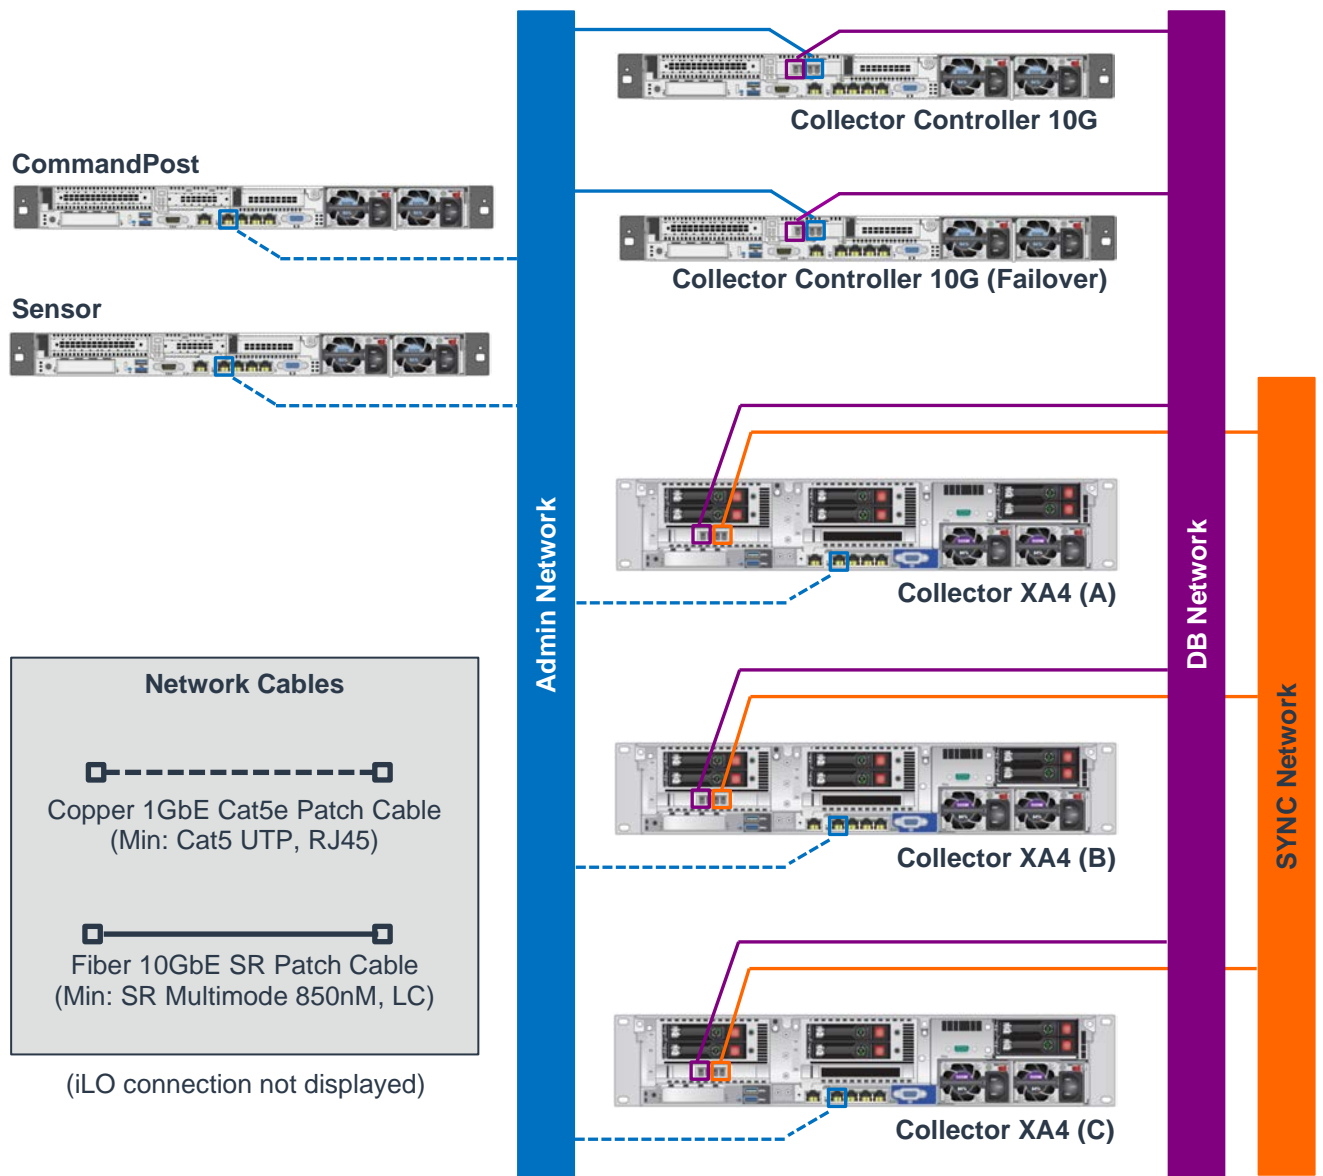 Collector Controller 10G
CommandPost
Collector Controller 10G (Failover)
Sensor
Admin Network
DB Network
SYNC Network
Collector XA4 (A)
Collector XA4 (B)
Collector XA4 (C)
Network Cables
Copper 1GbE Cat5e Patch Cable
(Min: Cat5 UTP, RJ45)
Fiber 10GbE SR Patch Cable
(Min: SR Multimode 850nM, LC)
(iLO connection not displayed)